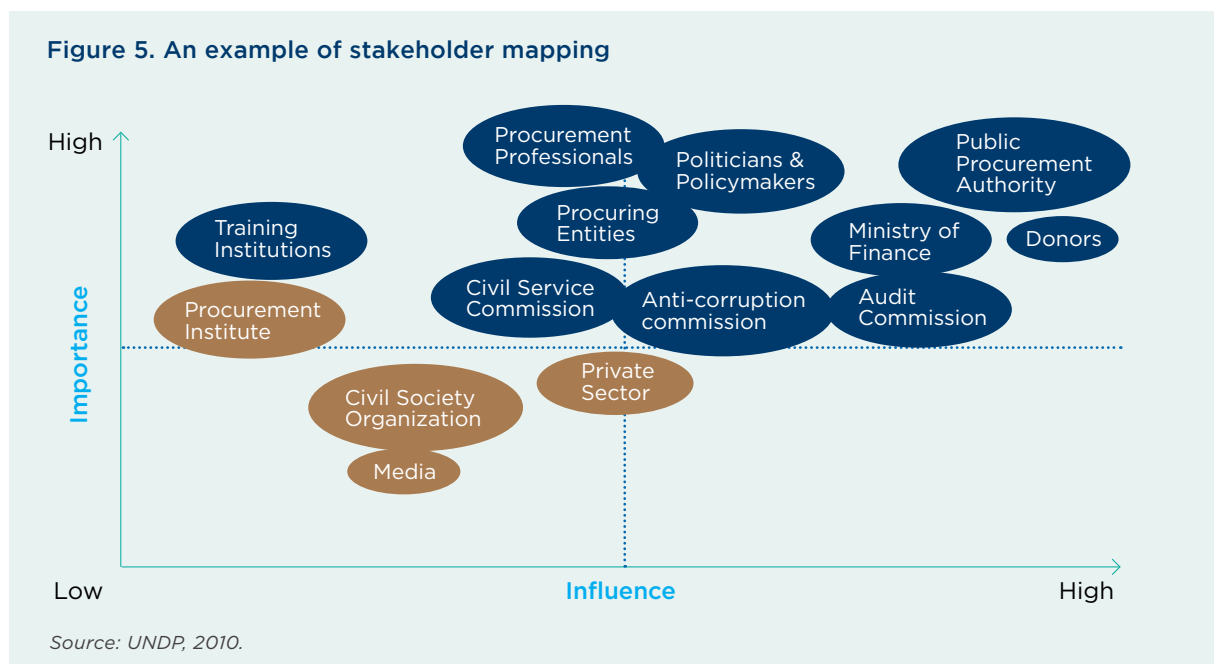 Figure 5. An example of stakeholder mapping
High
Procurement
Professionals
Politicians &
Policymakers
Public
Procurement
Authority
Training
Institutions
Procuring
Entities
Ministry of
Finance
Donors
Procurement
Institute
Civil Service
Commission
Anti-corruption
commission
Audit
Commission
Importance
Private
Sector
Civil Society
Organization
Media
Low
Influence
High
Source: UNDP, 2010.